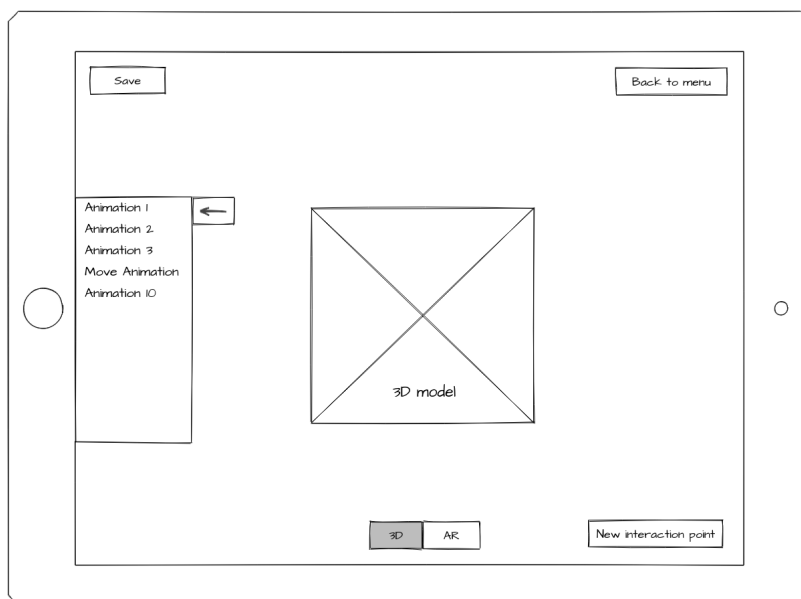 Save
Back to menu
Animation 1
Animation 2
Animation 3
Move Animation
Animation 10
3D model
3D
AR
New interaction point